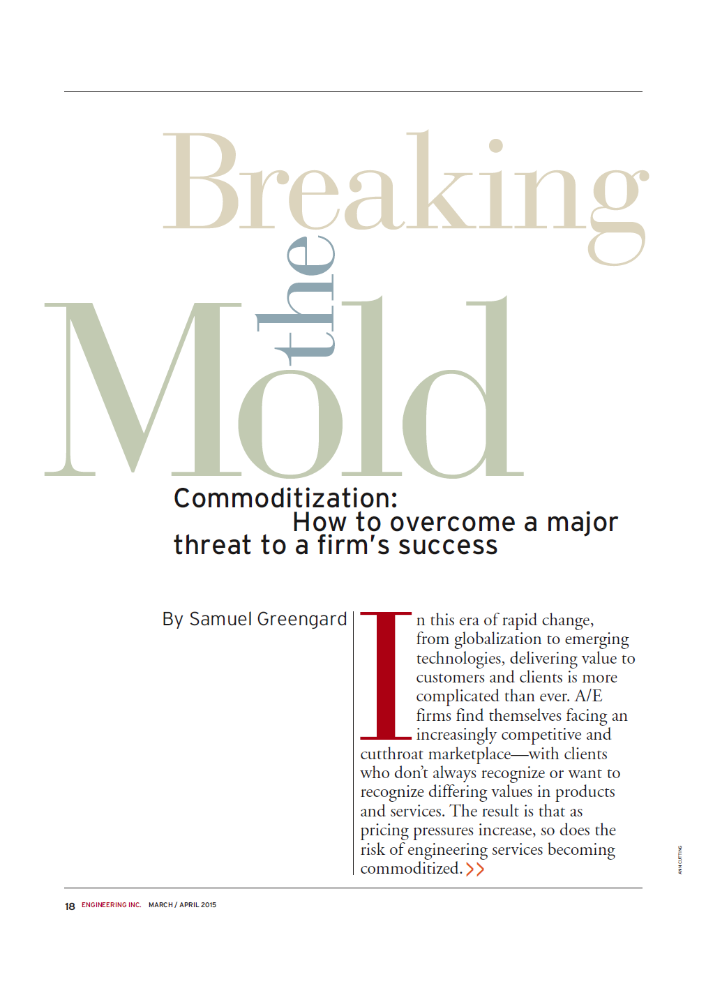 Breaking
the
Mold
Commoditization:
How to overcome a major
threat to a firm's success
By Samuel Greengard
In this era of rapid change,
from globalization to emerging
technologies, delivering value to
customers and clients is more
complicated than ever. A/E
firms find themselves facing an
increasingly competitive and
cutthroat marketplace—with clients
who don't always recognize or want to
recognize differing values in products
and services. The result is that as
pricing pressures increase, so does the
risk of engineering services becoming
commoditized. >>
ANN CUTTING
18 ENGINEERING INC. MARCH / APRIL 2015